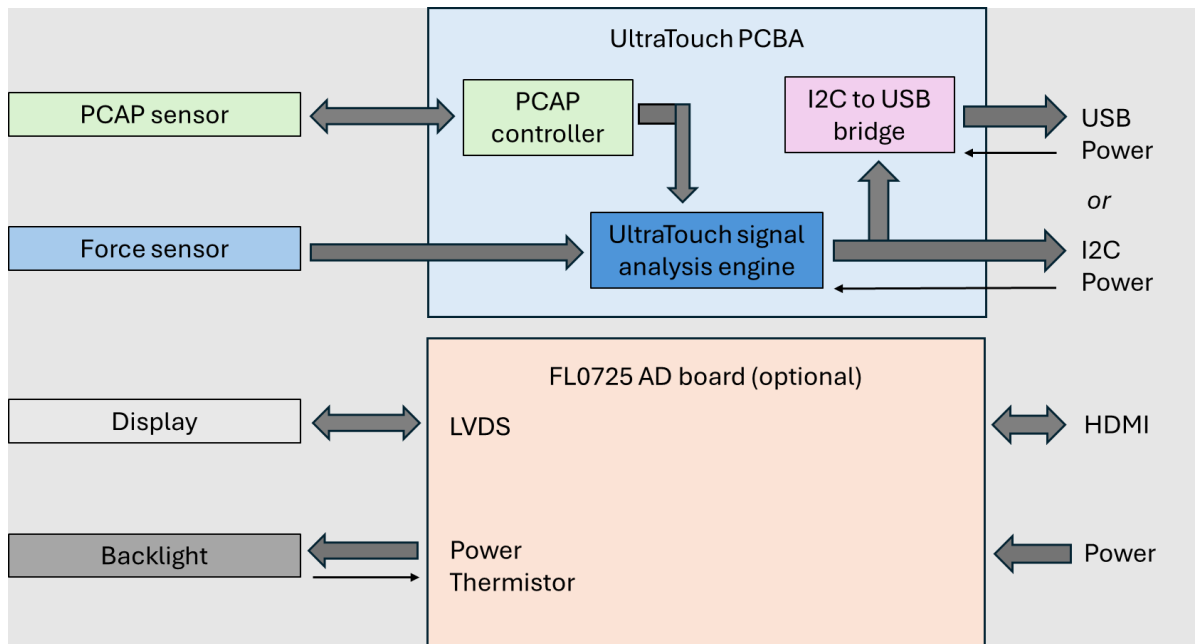 UltraTouch PCBA
PCAP sensor
PCAP
controller
I2C to USB
bridge
USB
Power
or
Force sensor
UltraTouch signal
analysis engine
I2C
Power
FL0725 AD board (optional)
Display
LVDS
HDMI
Backlight
Power
Thermistor
Power